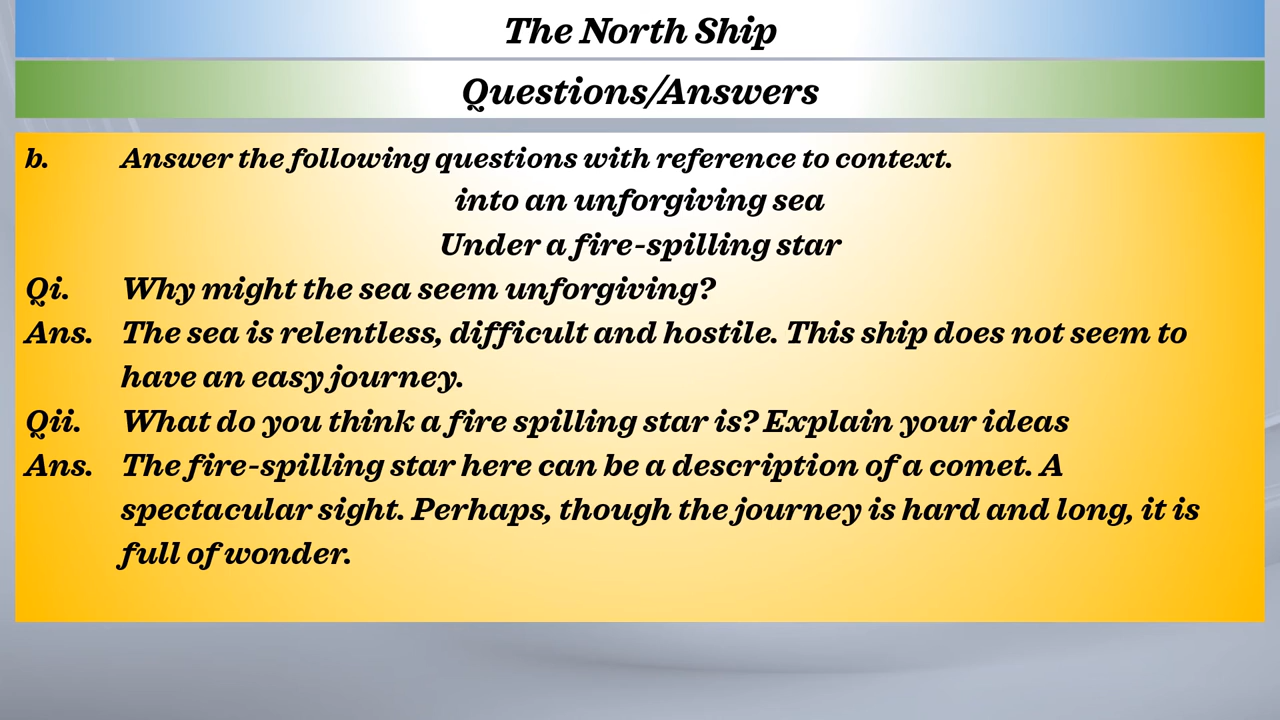 The North Ship
Questions/Answers
b. Answer the following questions with reference to context.
into an unforgiving sea
Under a fire-spilling star
Qi. Why might the sea seem unforgiving?
Ans. The sea is relentless, difficult and hostile. This ship does not seem to
have an easy journey.
Qii. What do you think a fire spilling star is? Explain your ideas
Ans. The fire-spilling star here can be a description of a comet. A
spectacular sight. Perhaps, though the journey is hard and long, it is
full of wonder.